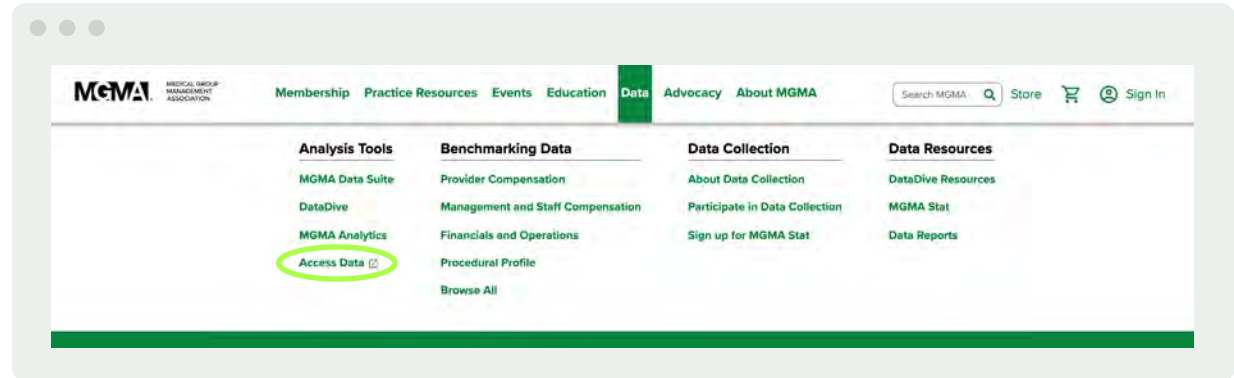 MGMA. MEDICAL GROUP
MANAGEMENT
ASSOCIATION
Membership Practice Resources Events Education Data Advocacy About MGMA Search MGMA Store Sign In
Analysis Tools
MGMA Data Suite
DataDive
MGMA Analytics
Access Data
Benchmarking Data
Provider Compensation
Management and Staff Compensation
Financials and Operations
Procedural Profile
Browse All
Data Collection
About Data Collection
Participate in Data Collection
Sign up for MGMA Stat
Data Resources
DataDive Resources
MGMA Stat
Data Reports